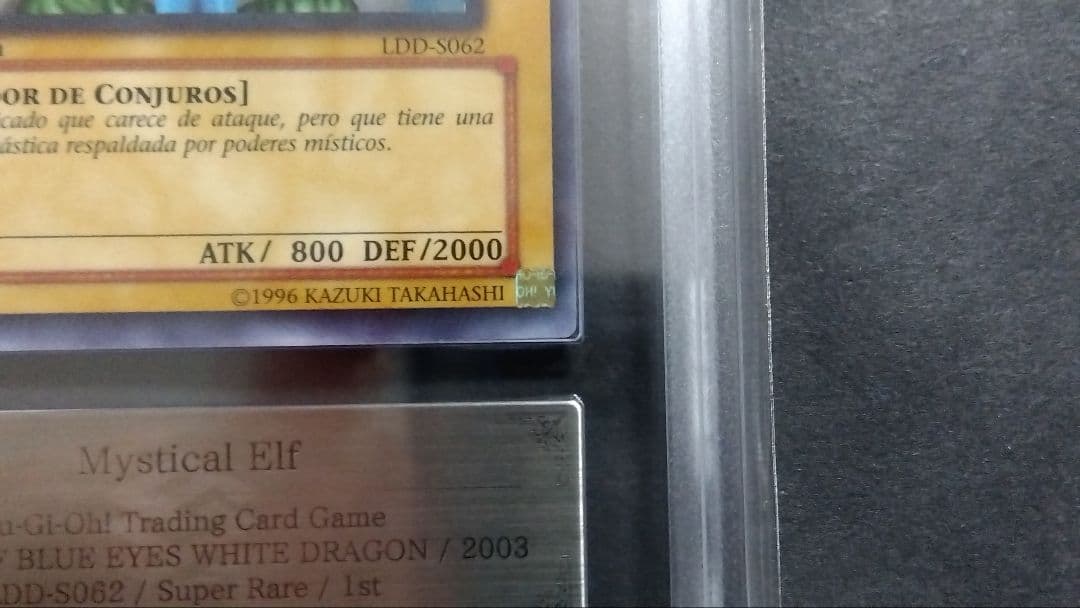 LDD-S062
OR DE CONJUROS]
cado que carece de ataque, pero que tiene una
ástica respaldada por poderes místicos.
ATK/ 800 DEF/2000
©1996 KAZUKI TAKAHASHI
OH! Y
Mystical Elf
u-Gi-Oh! Trading Card Game
BLUE EYES WHITE DRAGON / 2003
DD-S062 / Super Rare / 1st